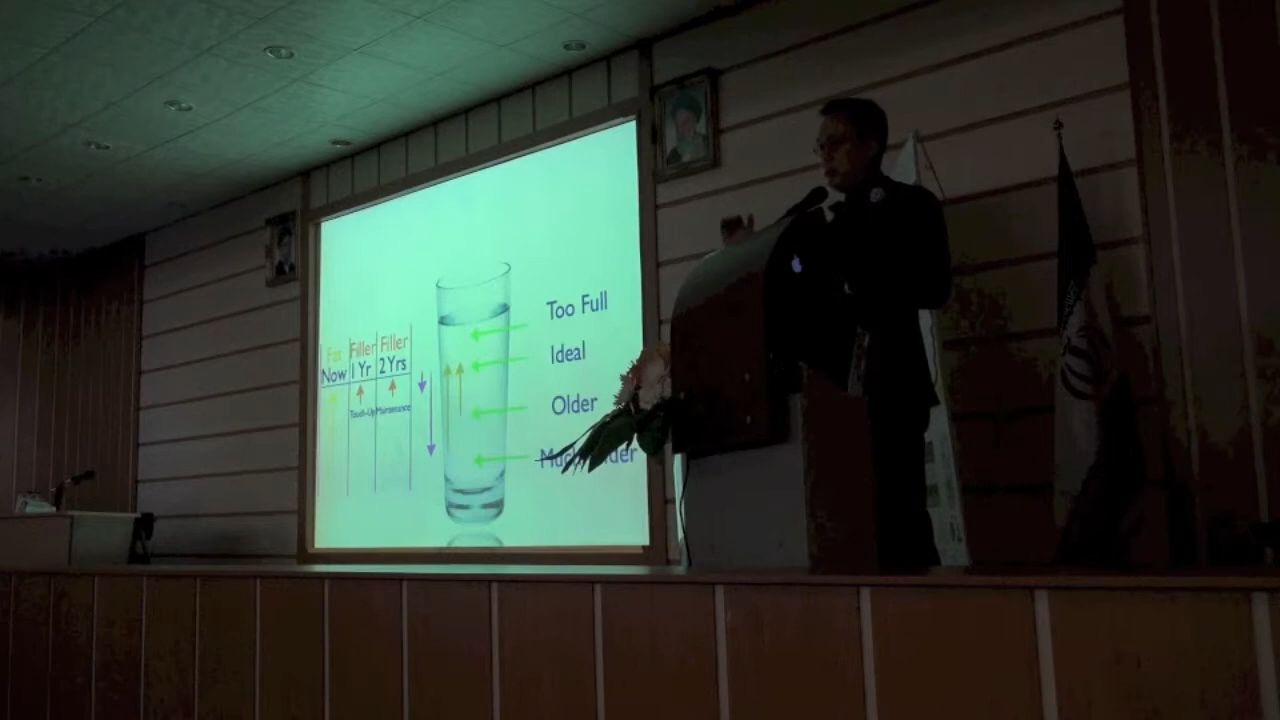 Too Full
Ideal
Older
Fat Filler Filler
Now 1 Yr 2 Yrs
Touch-Up Maintenance